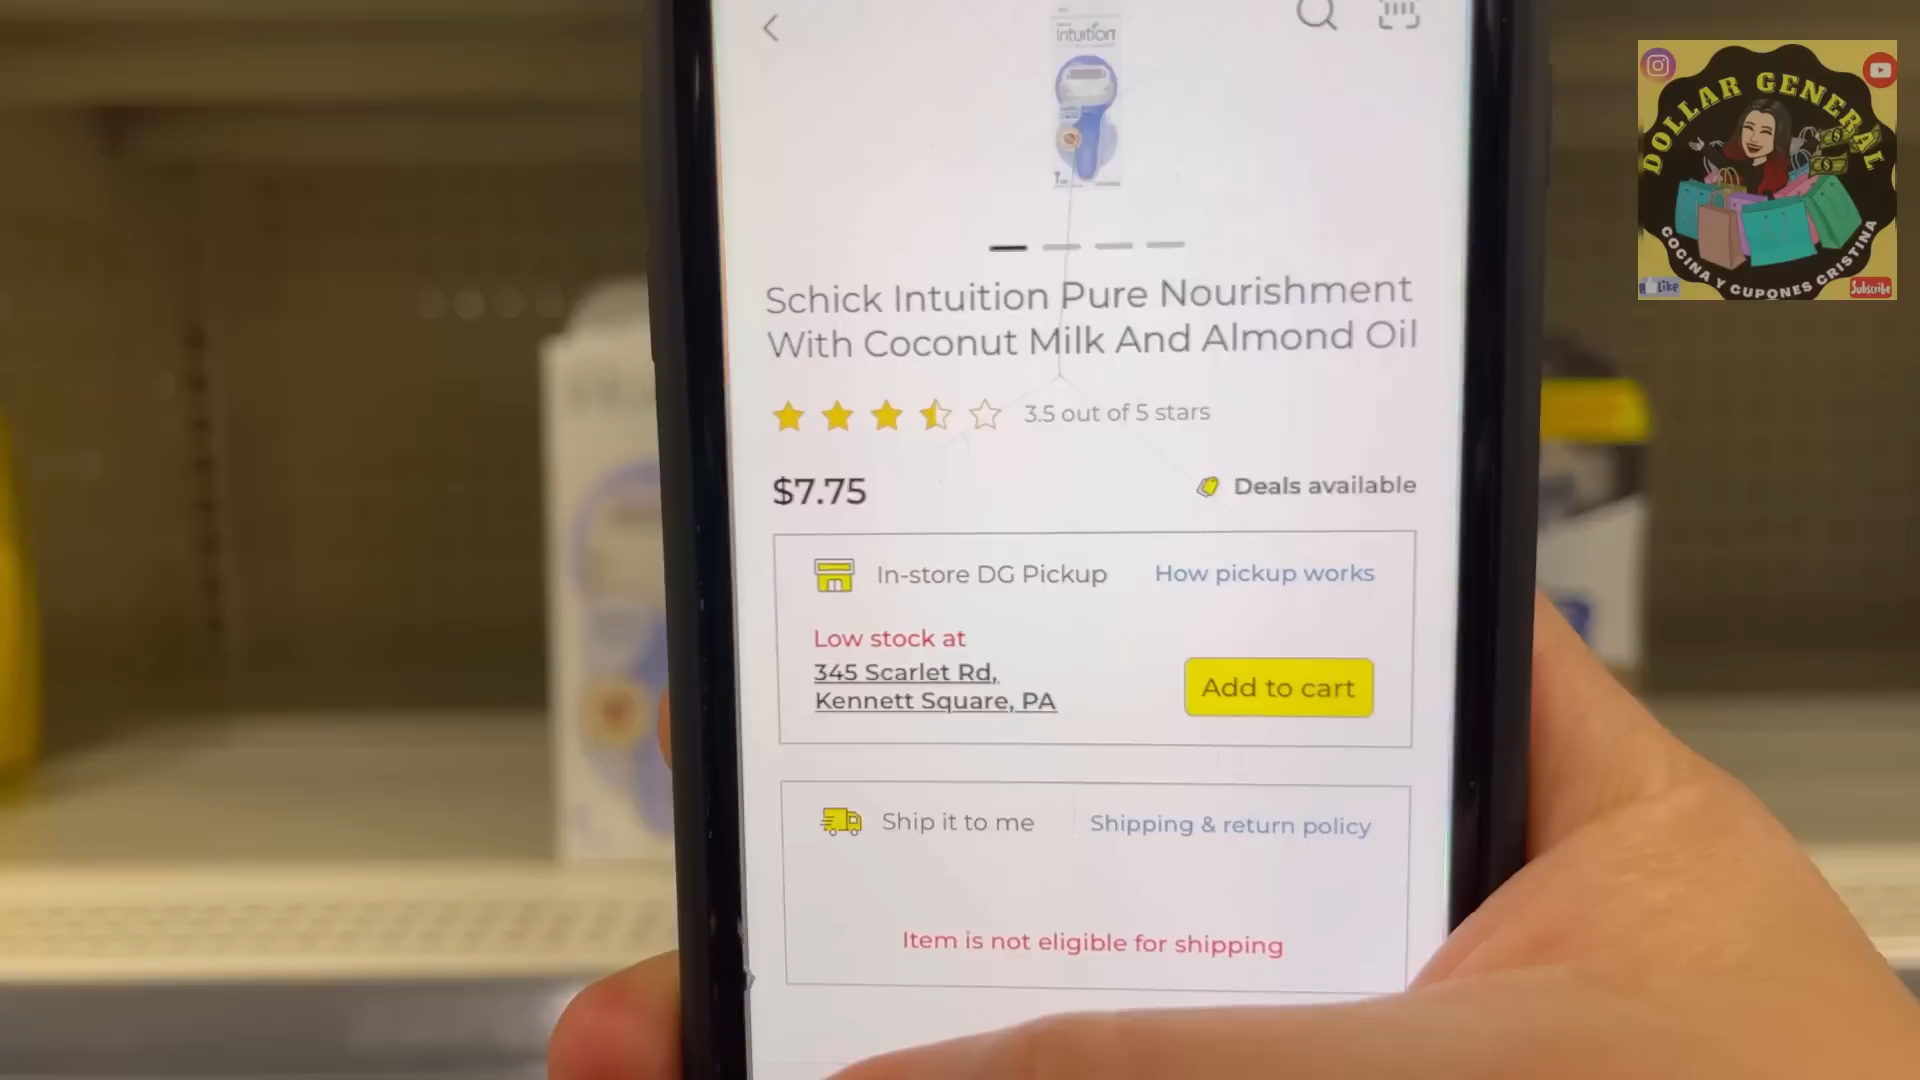 intuition
Schick Intuition Pure Nourishment
With Coconut Milk And Almond Oil
3.5 out of 5 stars
$7.75
Deals available
In-store DG Pickup
How pickup works
Low stock at
345 Scarlet Rd,
Kennett Square, PA
Add to cart
Ship it to me
Shipping & return policy
Item is not eligible for shipping
DOLLAR GENERAL
COCINA Y CUPONES CRISTINA
Like
Subscribe